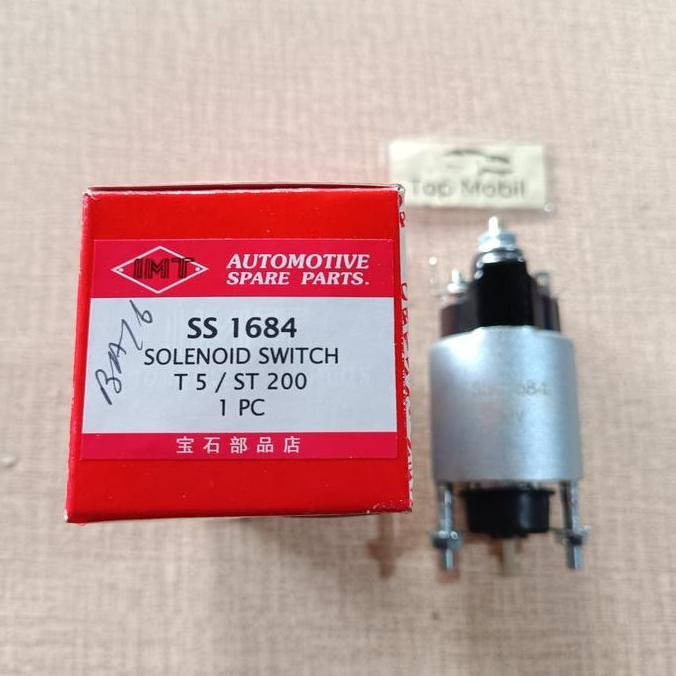 IMT
AUTOMOTIVE
SPARE PARTS.
SS 1684
SOLENOID SWITCH
T 5 / ST 200
1 PC
宝石部品店
Top Mobil